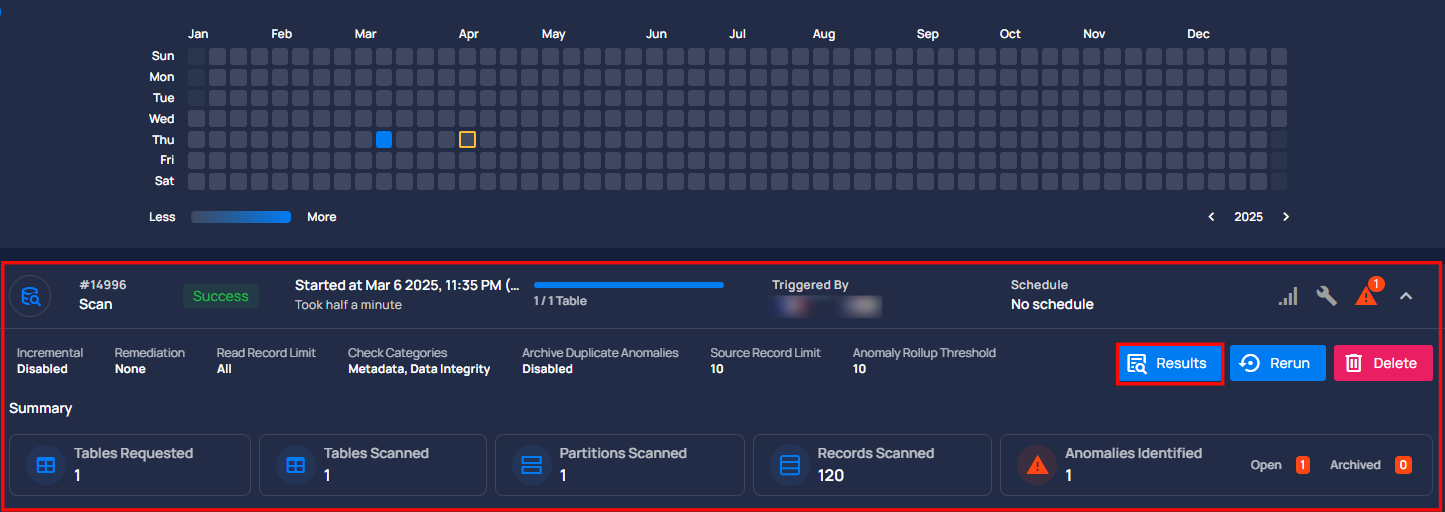 Jan Feb Mar Apr May Jun Jul Aug Sep Oct Nov Dec
Sun
Mon
Tue
Wed
Thu
Fri
Sat
Less More 2025
#14996
Scan
Success
Started at Mar 6 2025, 11:35 PM (...
Took half a minute
1 / 1 Table
Triggered By
Schedule
No schedule
1
Incremental
Disabled
Remediation
None
Read Record Limit
All
Check Categories
Metadata, Data Integrity
Archive Duplicate Anomalies
Disabled
Source Record Limit
10
Anomaly Rollup Threshold
10
Results
Rerun
Delete
Summary
Tables Requested
1
Tables Scanned
1
Partitions Scanned
1
Records Scanned
120
Anomalies Identified
1
Open 1 Archived 0